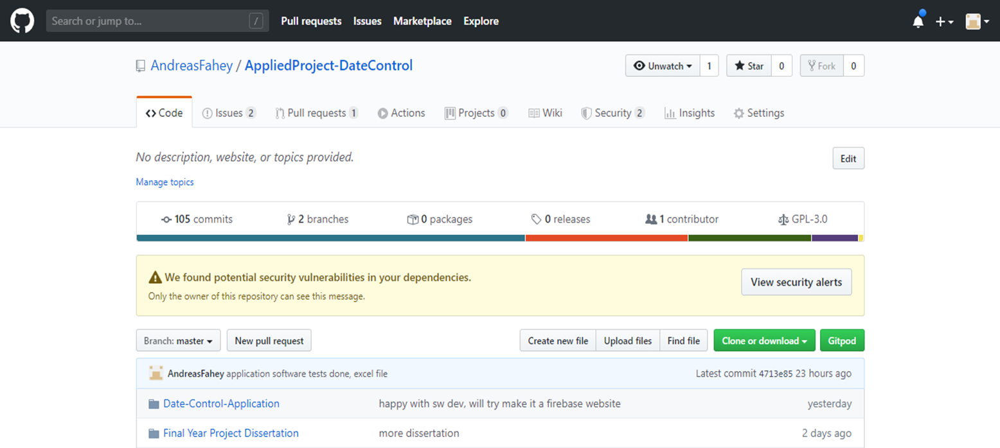 Search or jump to... / Pull requests Issues Marketplace Explore
AndreasFahey / AppliedProject-DateControl Unwatch 1 Star 0 Fork 0
Code Issues 2 Pull requests 1 Actions Projects 0 Wiki Security 2 Insights Settings
No description, website, or topics provided. Edit
Manage topics
105 commits 2 branches 0 packages 0 releases 1 contributor GPL-3.0
We found potential security vulnerabilities in your dependencies.
Only the owner of this repository can see this message.
View security alerts
Branch: master New pull request Create new file Upload files Find file Clone or download Gitpod
AndreasFahey application software tests done, excel file Latest commit 4713e85 23 hours ago
Date-Control-Application happy with sw dev, will try make it a firebase website yesterday
Final Year Project Dissertation more dissertation 2 days ago